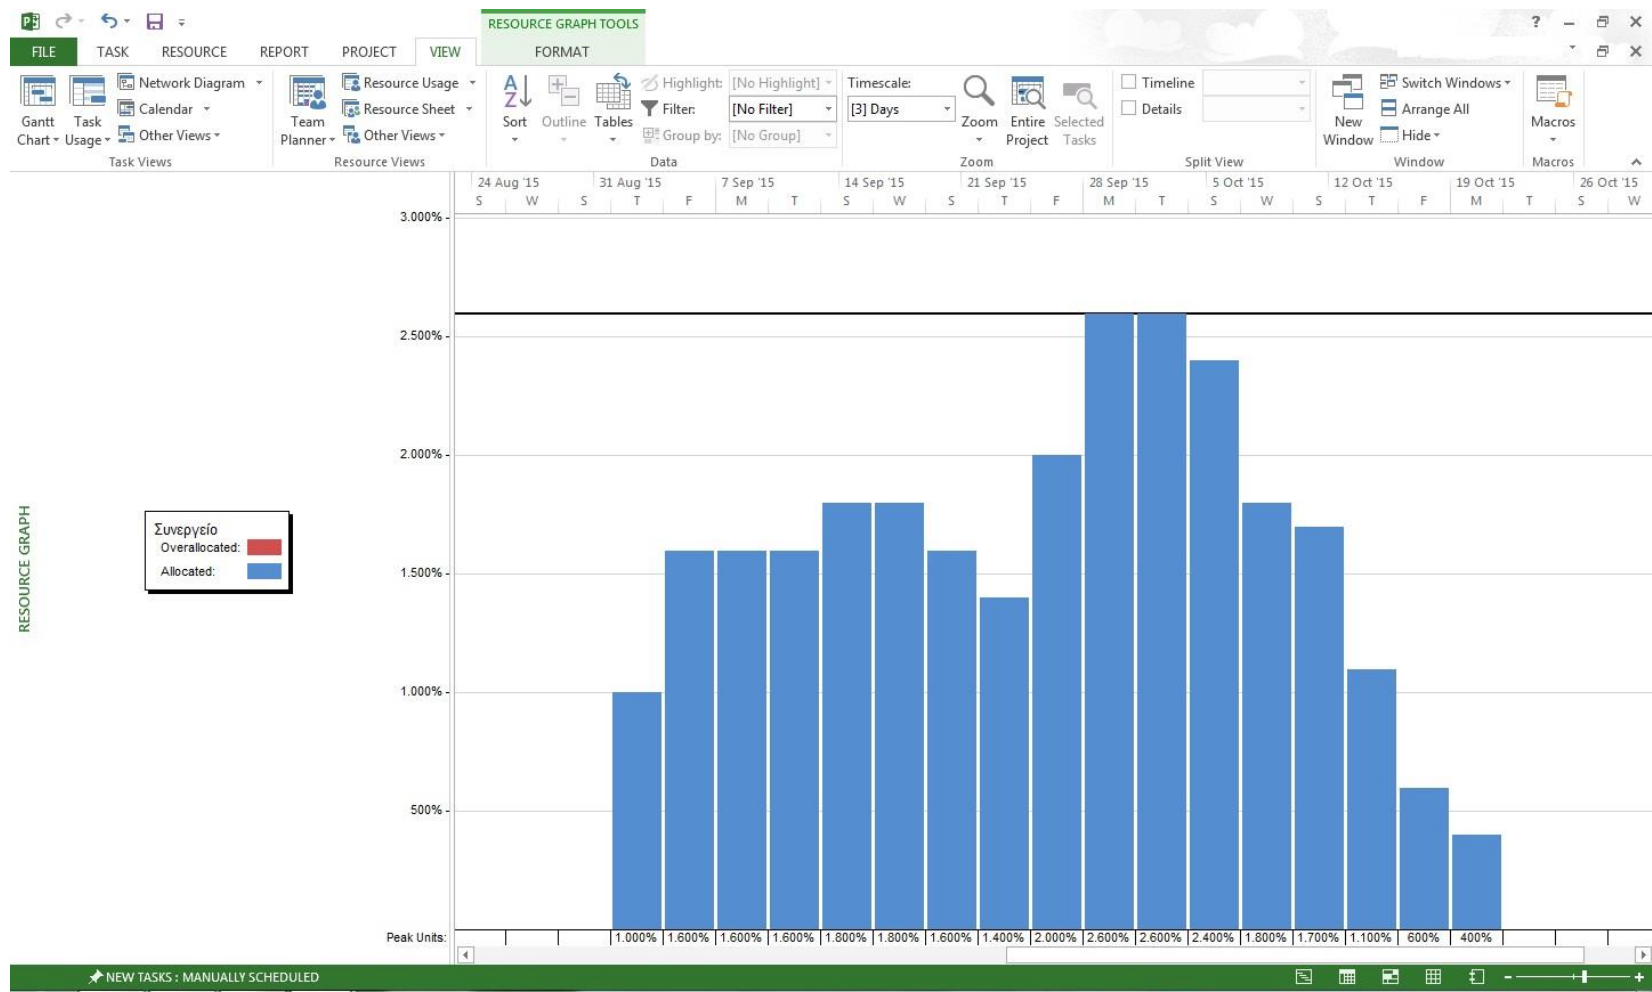 RESOURCE GRAPH TOOLS
FILE TASK RESOURCE REPORT PROJECT VIEW FORMAT
Gantt Chart
Task Usage
Network Diagram
Calendar
Other Views
Task Views
Team Planner
Resource Usage
Resource Sheet
Other Views
Resource Views
Sort
Outline
Tables
Highlight: [No Highlight]
Filter: [No Filter]
Group by: [No Group]
Data
Timescale:
[3] Days
Zoom
Entire Project
Selected Tasks
Zoom
Timeline
Details
Split View
New Window
Switch Windows
Arrange All
Hide
Window
Macros
Macros
24 Aug '15 31 Aug '15 7 Sep '15 14 Sep '15 21 Sep '15 28 Sep '15 5 Oct '15 12 Oct '15 19 Oct '15 26 Oct '15
S W S T F M T S W S T F M T S W S T F M T S W
3.000%
2.500%
2.000%
1.500%
1.000%
500%
RESOURCE GRAPH
Συνεργείο
Overallocated:
Allocated:
Peak Units: 1.000% 1.600% 1.600% 1.600% 1.800% 1.800% 1.600% 1.400% 2.000% 2.600% 2.600% 2.400% 1.800% 1.700% 1.100% 600% 400%
NEW TASKS : MANUALLY SCHEDULED